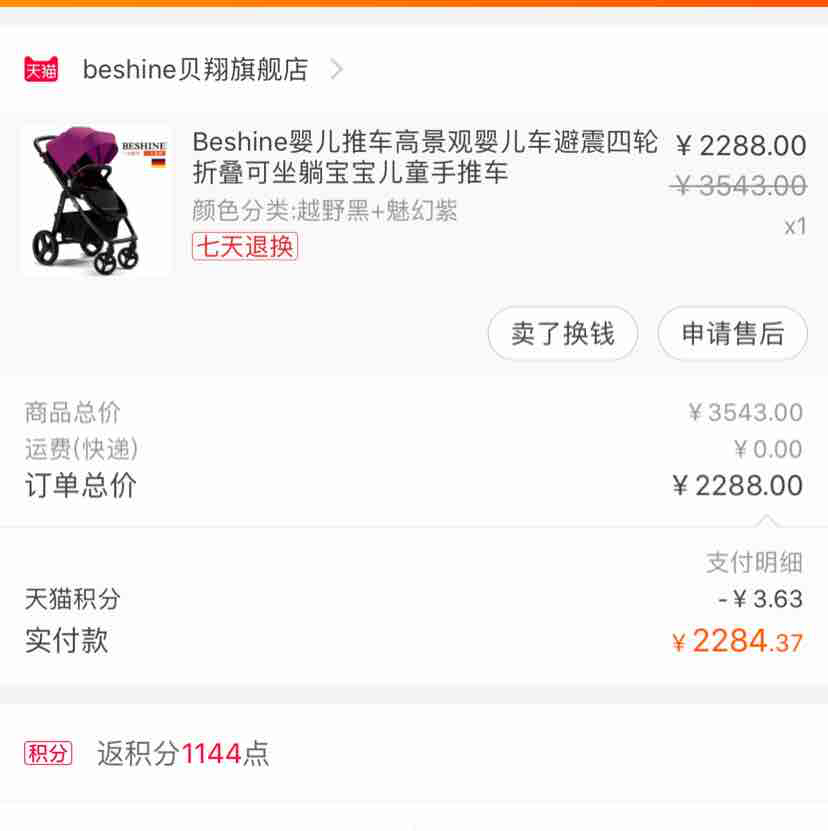 天猫 beshine贝翔旗舰店
BESHINE
Beshine婴儿推车高景观婴儿车避震四轮 ¥2288.00
折叠可坐躺宝宝儿童手推车 ¥3543.00
颜色分类:越野黑+魅幻紫 x1
七天退换
卖了换钱 申请售后
商品总价 ¥3543.00
运费(快递) ¥0.00
订单总价 ¥2288.00
支付明细
天猫积分 -¥3.63
实付款 ¥2284.37
积分 返积分1144点